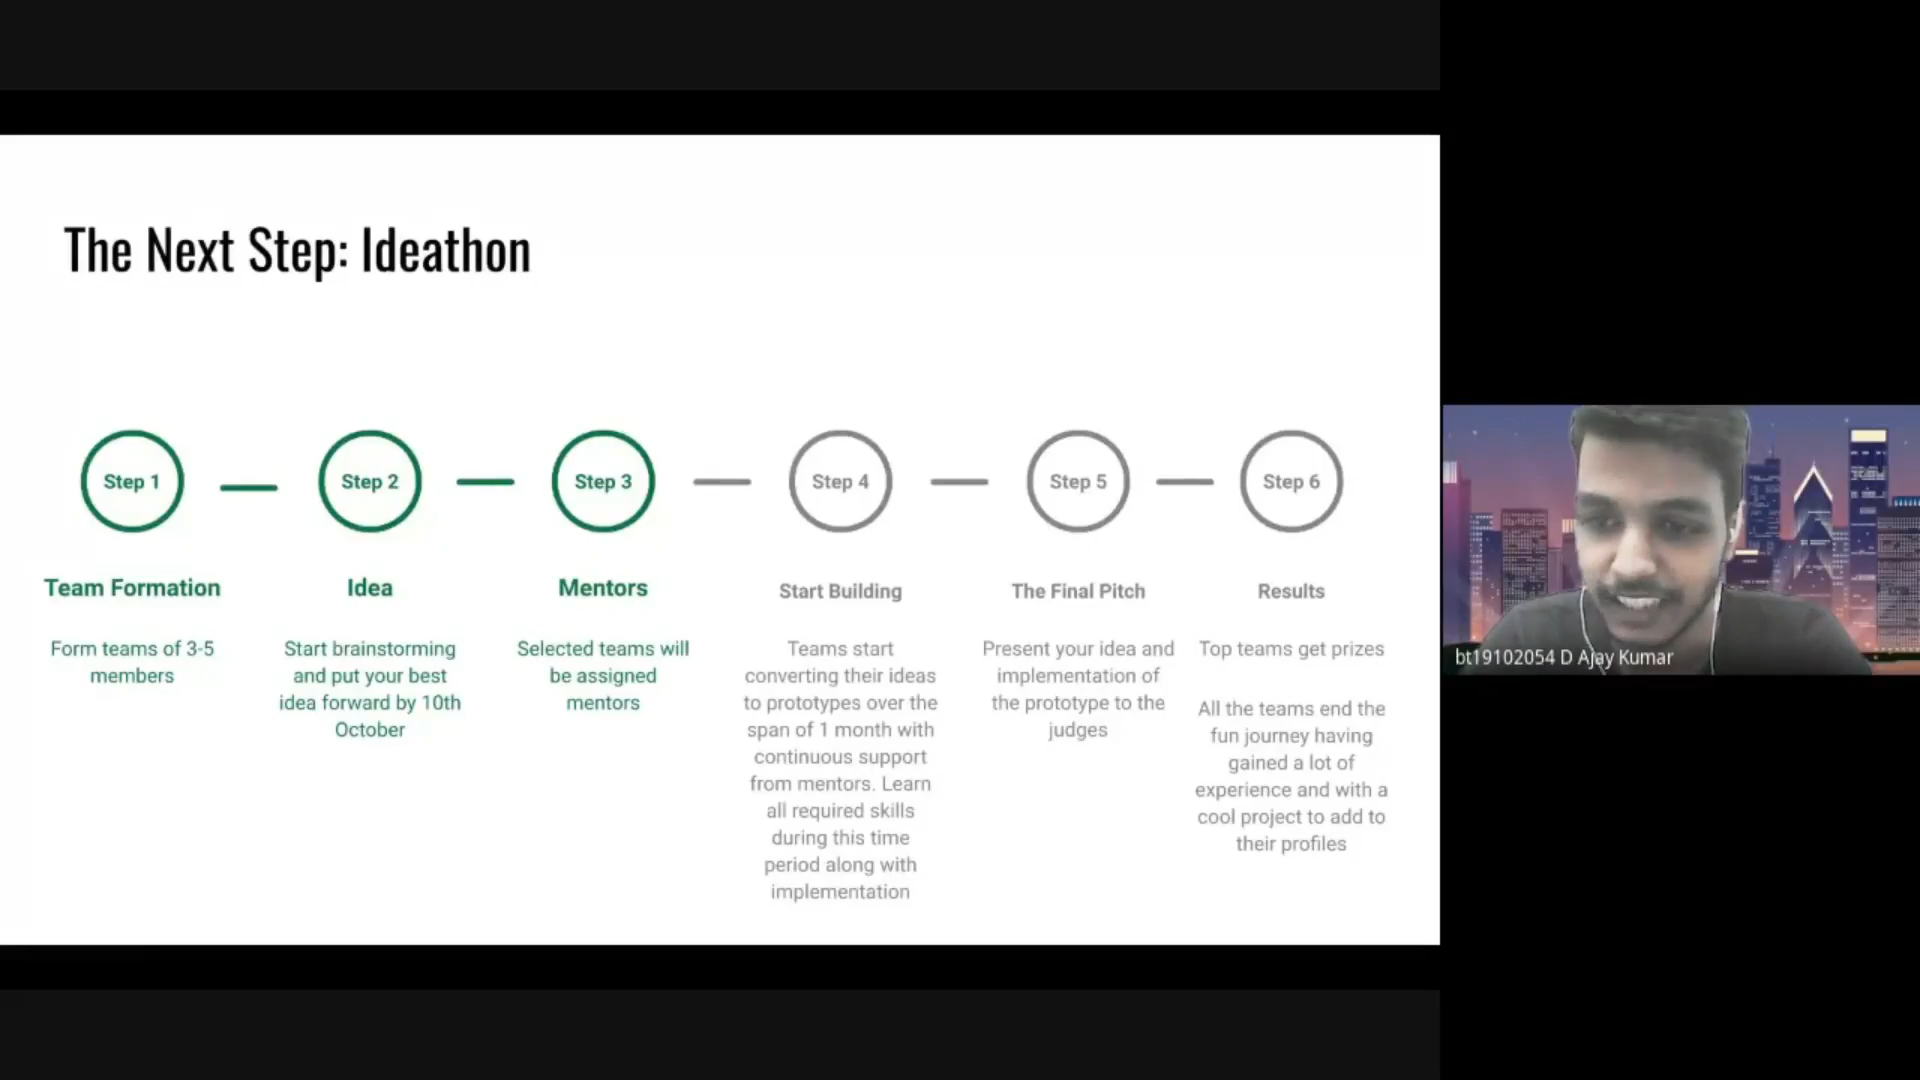 The Next Step: Ideathon
Step 1
Step 2
Step 3
Step 4
Step 5
Step 6
Team Formation
Idea
Mentors
Start Building
The Final Pitch
Results
Form teams of 3-5
members
Start brainstorming
and put your best
idea forward by 10th
October
Selected teams will
be assigned
mentors
Teams start
converting their ideas
to prototypes over the
span of 1 month with
continuous support
from mentors. Learn
all required skills
during this time
period along with
implementation
Present your idea and
implementation of
the prototype to the
judges
Top teams get prizes
All the teams end the
fun journey having
gained a lot of
experience and with a
cool project to add to
their profiles
bt19102054 D Ajay Kumar